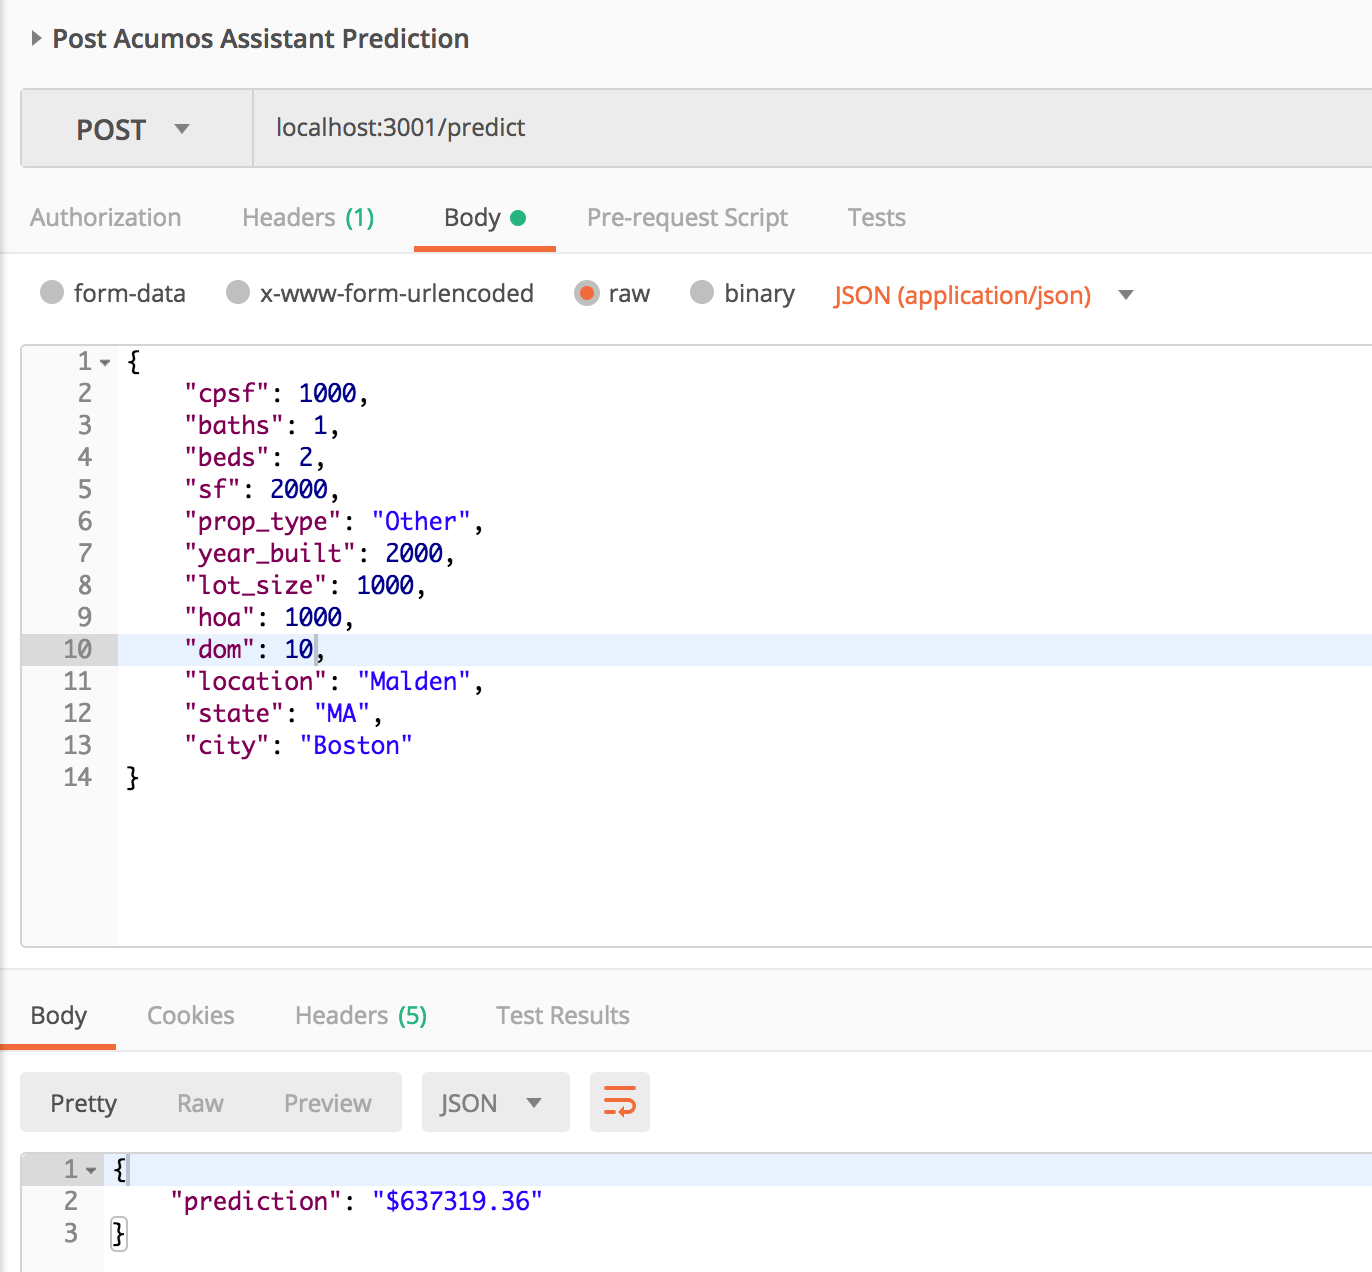 Post Acumos Assistant Prediction
POST localhost:3001/predict
Authorization Headers (1) Body Pre-request Script Tests
form-data x-www-form-urlencoded raw binary JSON (application/json)
1 {
2 "cpsf": 1000,
3 "baths": 1,
4 "beds": 2,
5 "sf": 2000,
6 "prop_type": "Other",
7 "year_built": 2000,
8 "lot_size": 1000,
9 "hoa": 1000,
10 "dom": 10,
11 "location": "Malden",
12 "state": "MA",
13 "city": "Boston"
14 }
Body Cookies Headers (5) Test Results
Pretty Raw Preview JSON
1 {
2 "prediction": "$637319.36"
3 }